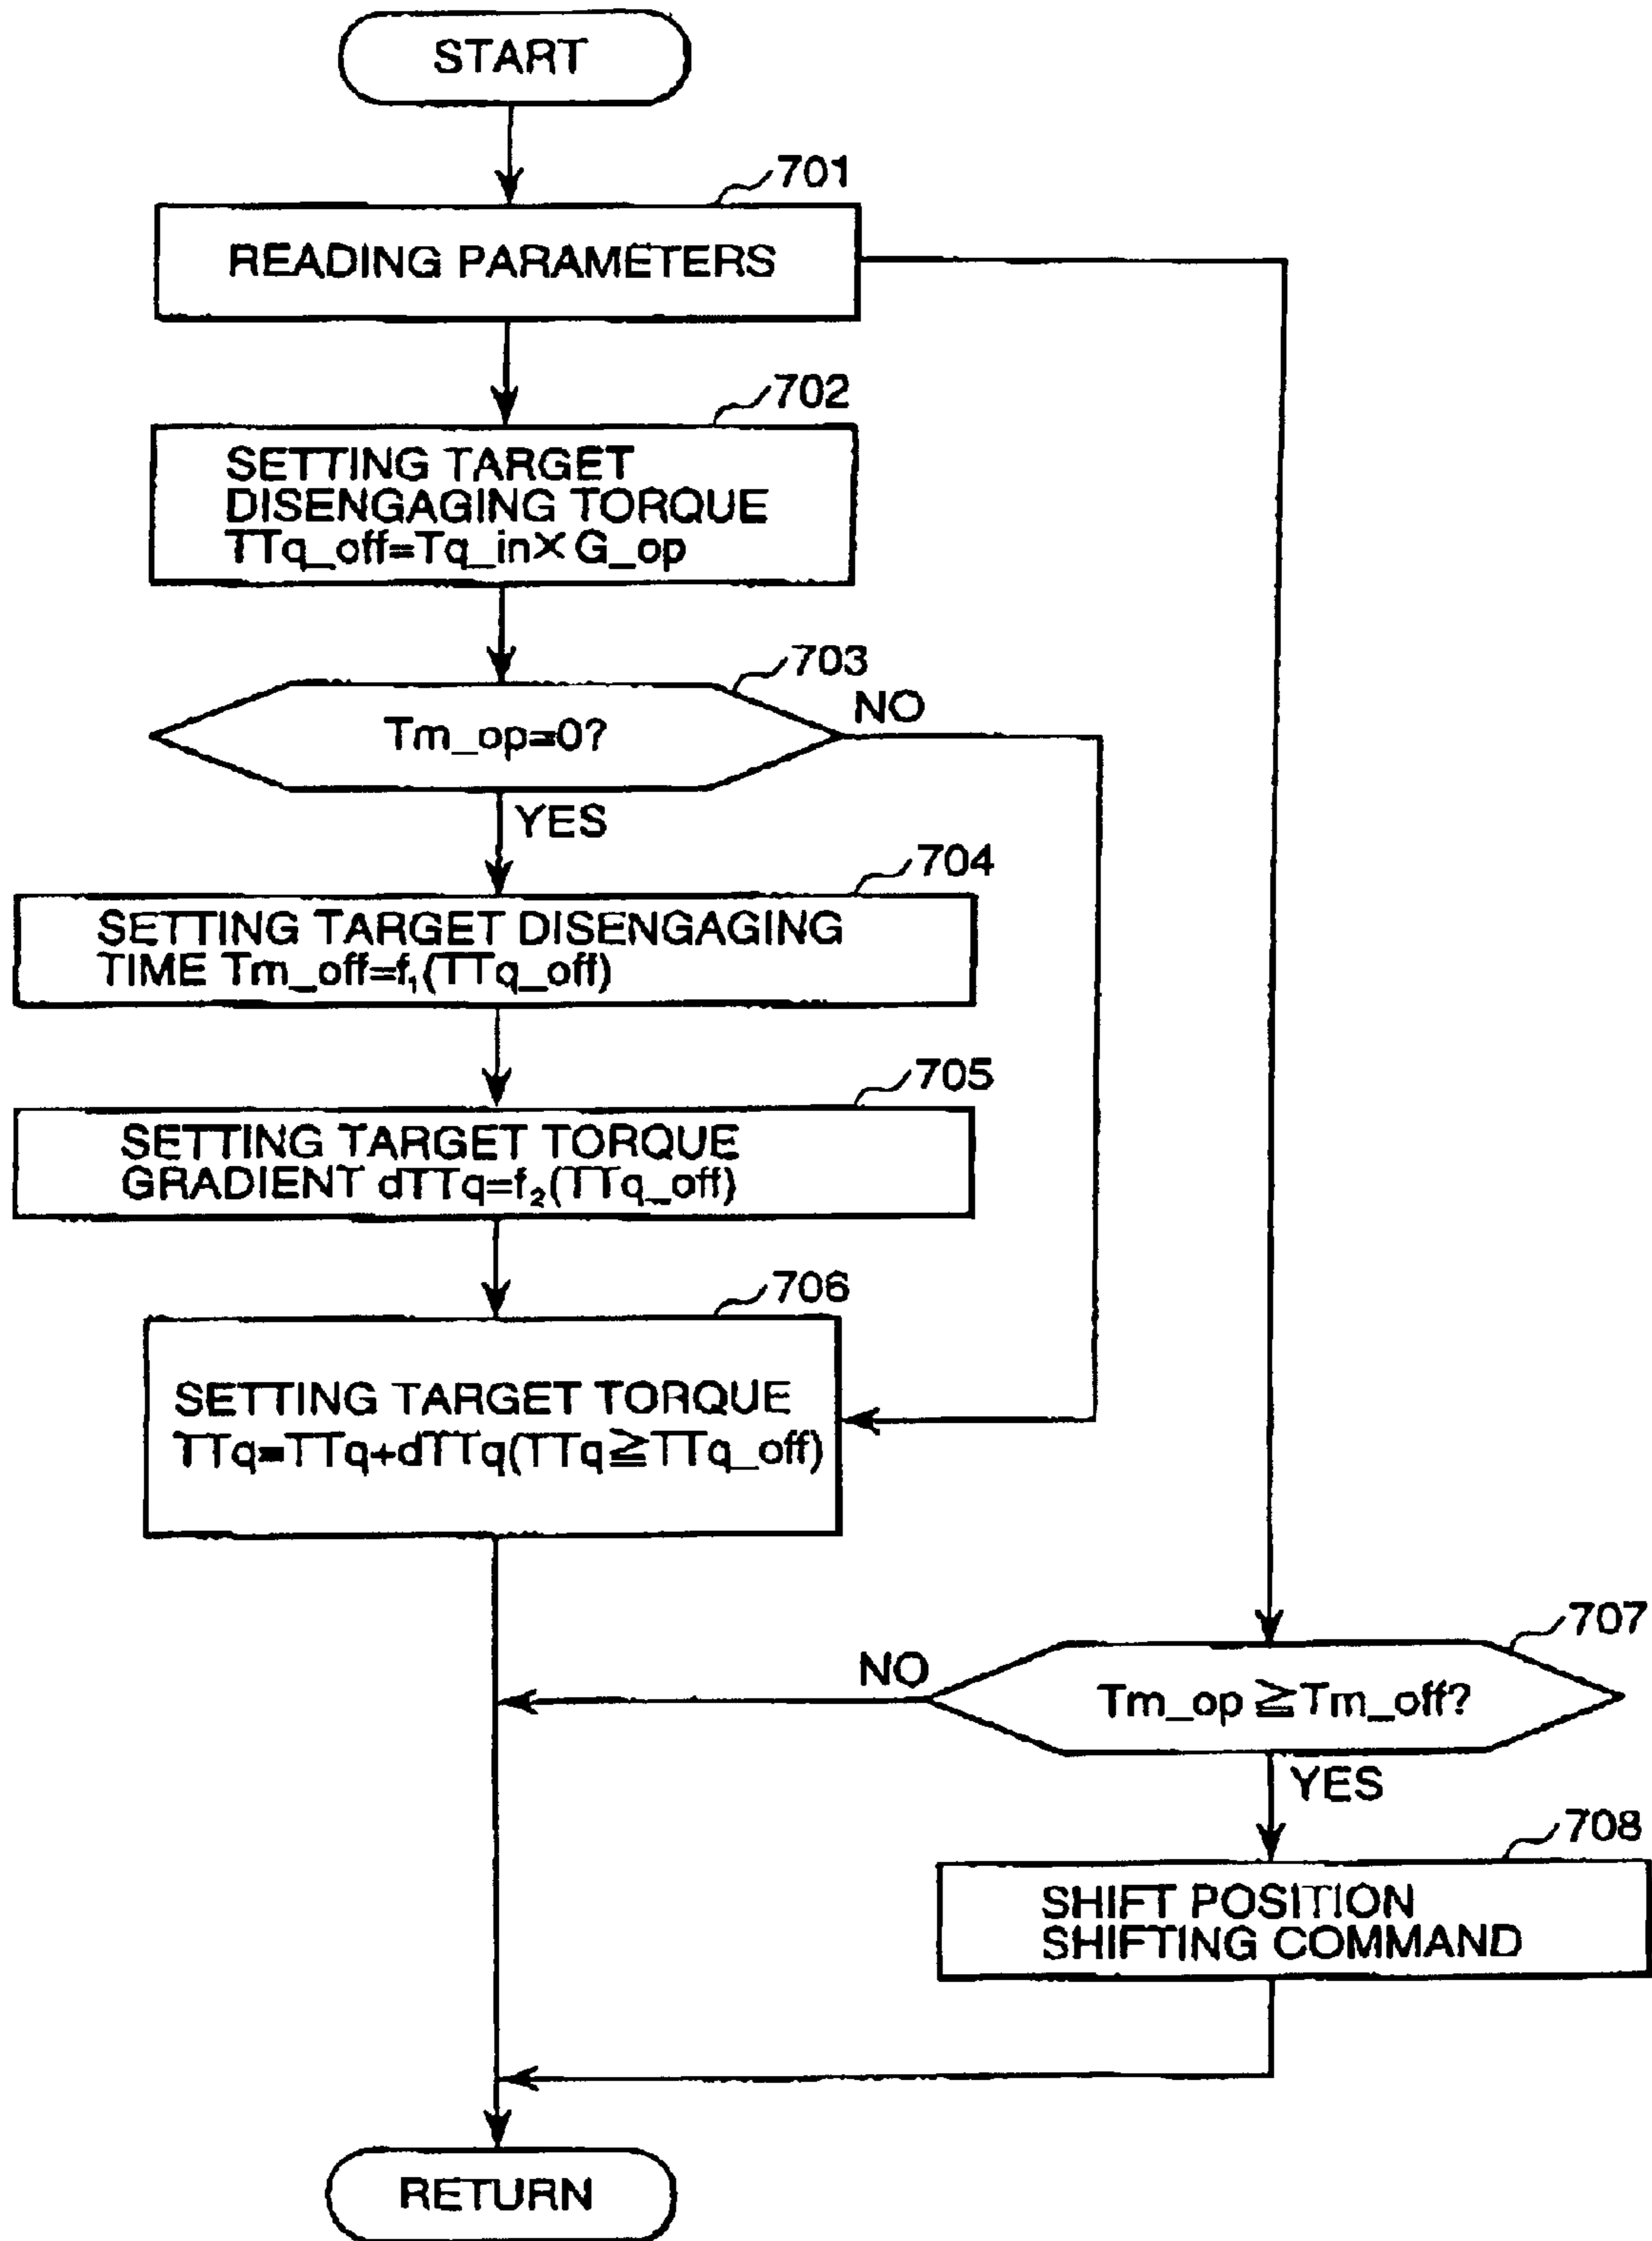 START
701
READING PARAMETERS
702
SETTING TARGET
DISENGAGING TORQUE
TTq_off=Tq_in×G_op
703
Tm_op=0?
NO
YES
704
SETTING TARGET DISENGAGING
TIME Tm_off=f₁(TTq_off)
705
SETTING TARGET TORQUE
GRADIENT dTTq=f₂(TTq_off)
706
SETTING TARGET TORQUE
TTq=TTq+dTTq(TTq≧TTq_off)
707
NO
Tm_op≧Tm_off?
YES
708
SHIFT POSITION
SHIFTING COMMAND
RETURN